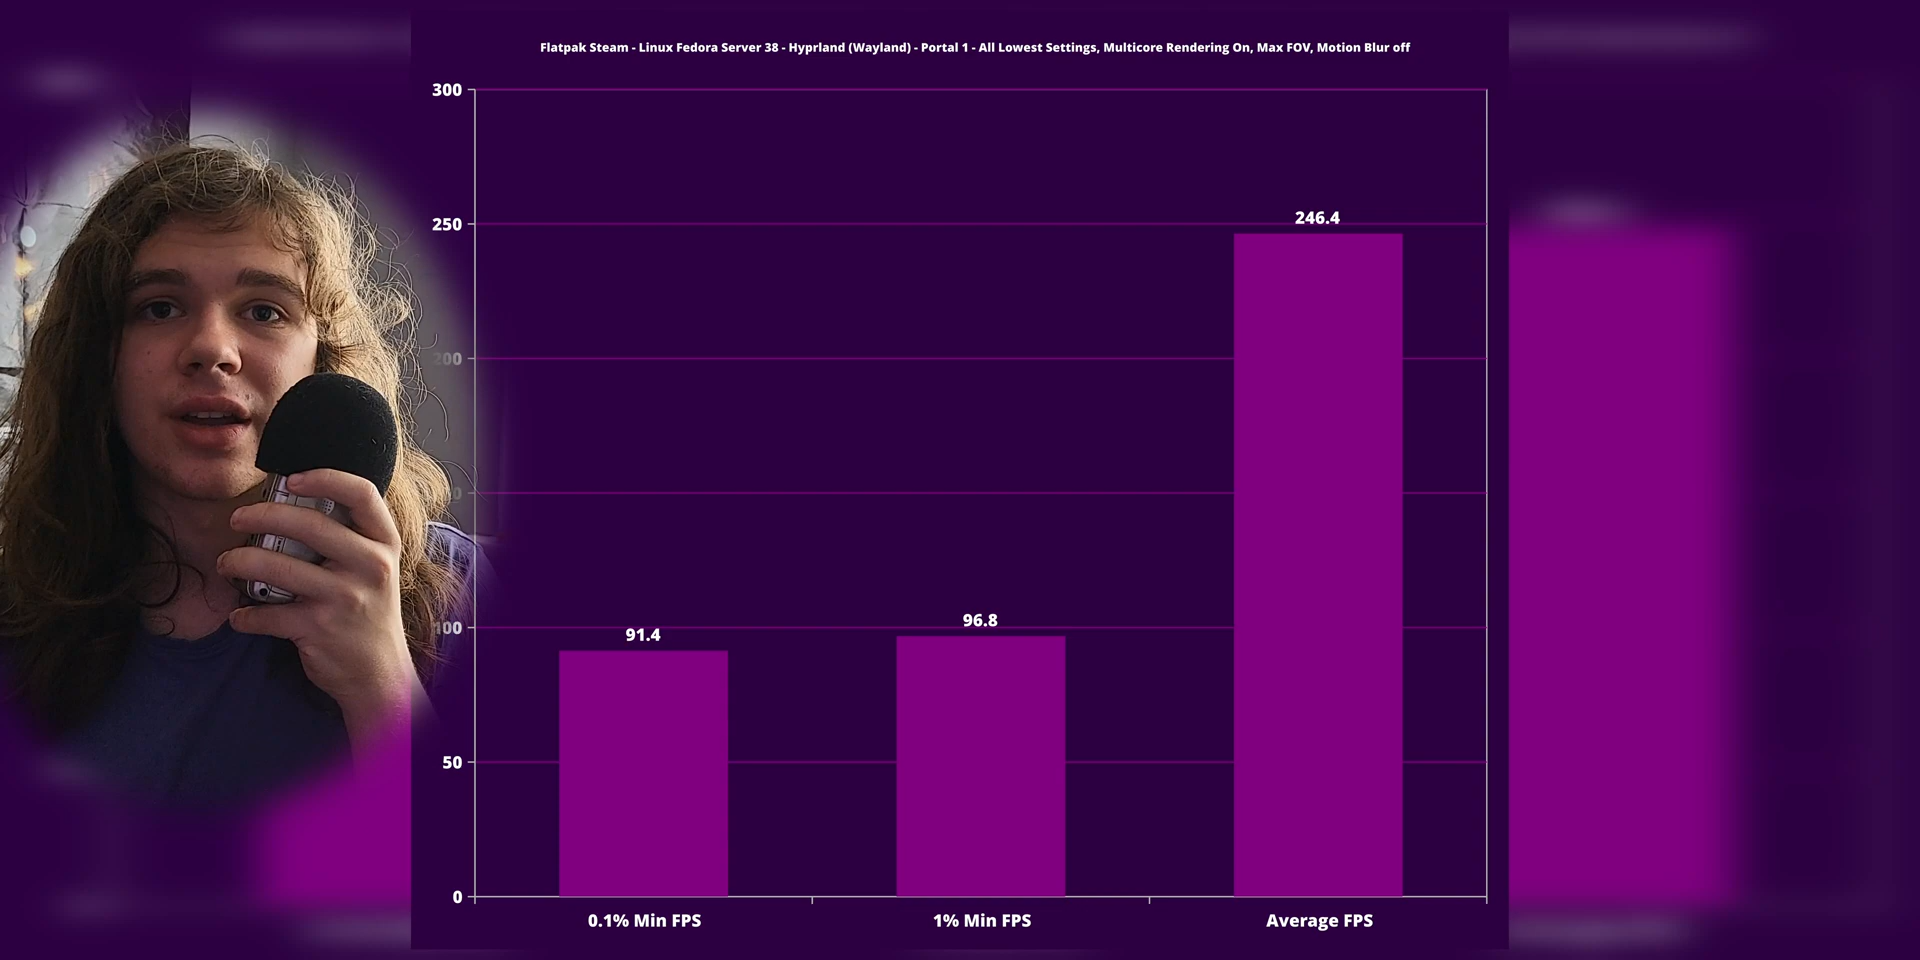 Flatpak Steam - Linux Fedora Server 38 - Hyprland (Wayland) - Portal 1 - All Lowest Settings, Multicore Rendering On, Max FOV, Motion Blur off
300
250
246.4
200
100
91.4
96.8
50
0
0.1% Min FPS
1% Min FPS
Average FPS